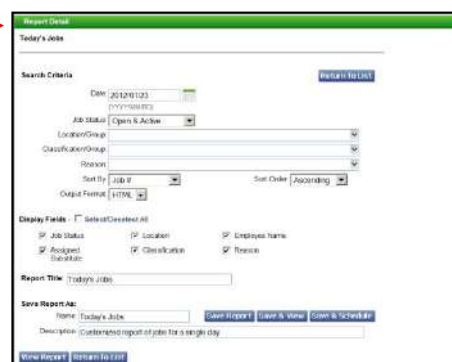 Report Detail
Today's Jobs
Search Criteria
Return To List
Date: 2012/01/23
(YYYY/MM/DD)
Job Status: Open & Active
Location/Group:
Classification/Group:
Reason:
Sort By: Job #
Sort Order: Ascending
Output Format: HTML
Display Fields - Select/Deselect All
Job Status Location Employee Name
Assigned Substitute Classification Reason
Report Title: Today's Jobs
Save Report As:
Name: Today's Jobs Save Report Save & View Save & Schedule
Description: Customized report of jobs for a single day
View Report Return To List